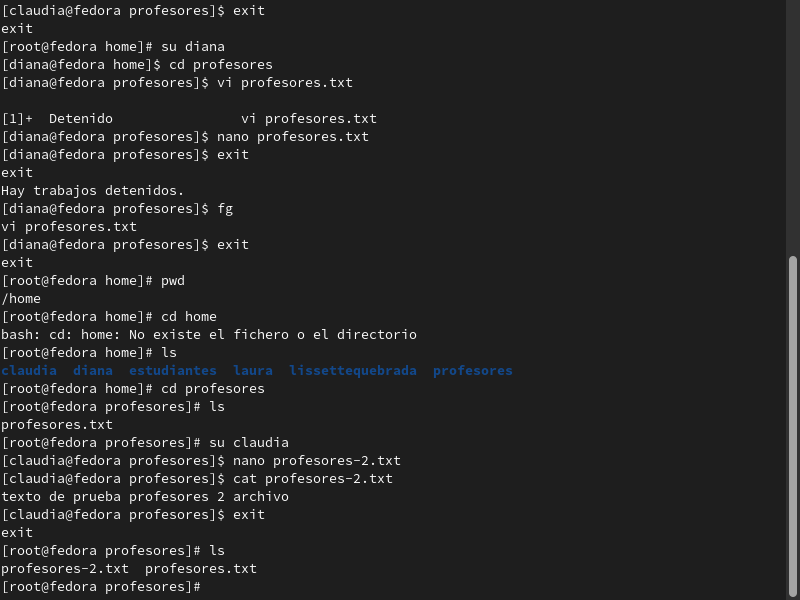 [claudia@fedora profesores]$ exit
exit
[root@fedora home]# su diana
[diana@fedora home]$ cd profesores
[diana@fedora profesores]$ vi profesores.txt

[1]+  Detenido                vi profesores.txt
[diana@fedora profesores]$ nano profesores.txt
[diana@fedora profesores]$ exit
exit
Hay trabajos detenidos.
[diana@fedora profesores]$ fg
vi profesores.txt
[diana@fedora profesores]$ exit
exit
[root@fedora home]# pwd
/home
[root@fedora home]# cd home
bash: cd: home: No existe el fichero o el directorio
[root@fedora home]# ls
claudia  diana  estudiantes  laura  lissettequebrada  profesores
[root@fedora home]# cd profesores
[root@fedora profesores]# ls
profesores.txt
[root@fedora profesores]# su claudia
[claudia@fedora profesores]$ nano profesores-2.txt
[claudia@fedora profesores]$ cat profesores-2.txt
texto de prueba profesores 2 archivo
[claudia@fedora profesores]$ exit
exit
[root@fedora profesores]# ls
profesores-2.txt  profesores.txt
[root@fedora profesores]#